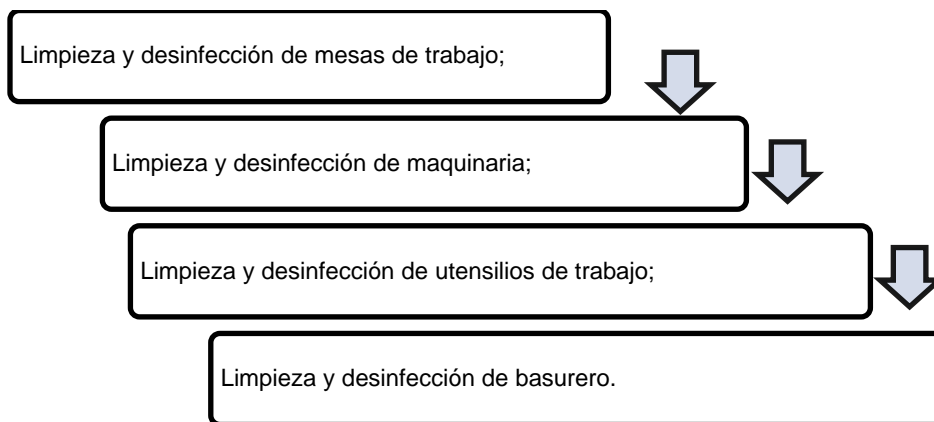 Limpieza y desinfección de mesas de trabajo;
Limpieza y desinfección de maquinaria;
Limpieza y desinfección de utensilios de trabajo;
Limpieza y desinfección de basurero.